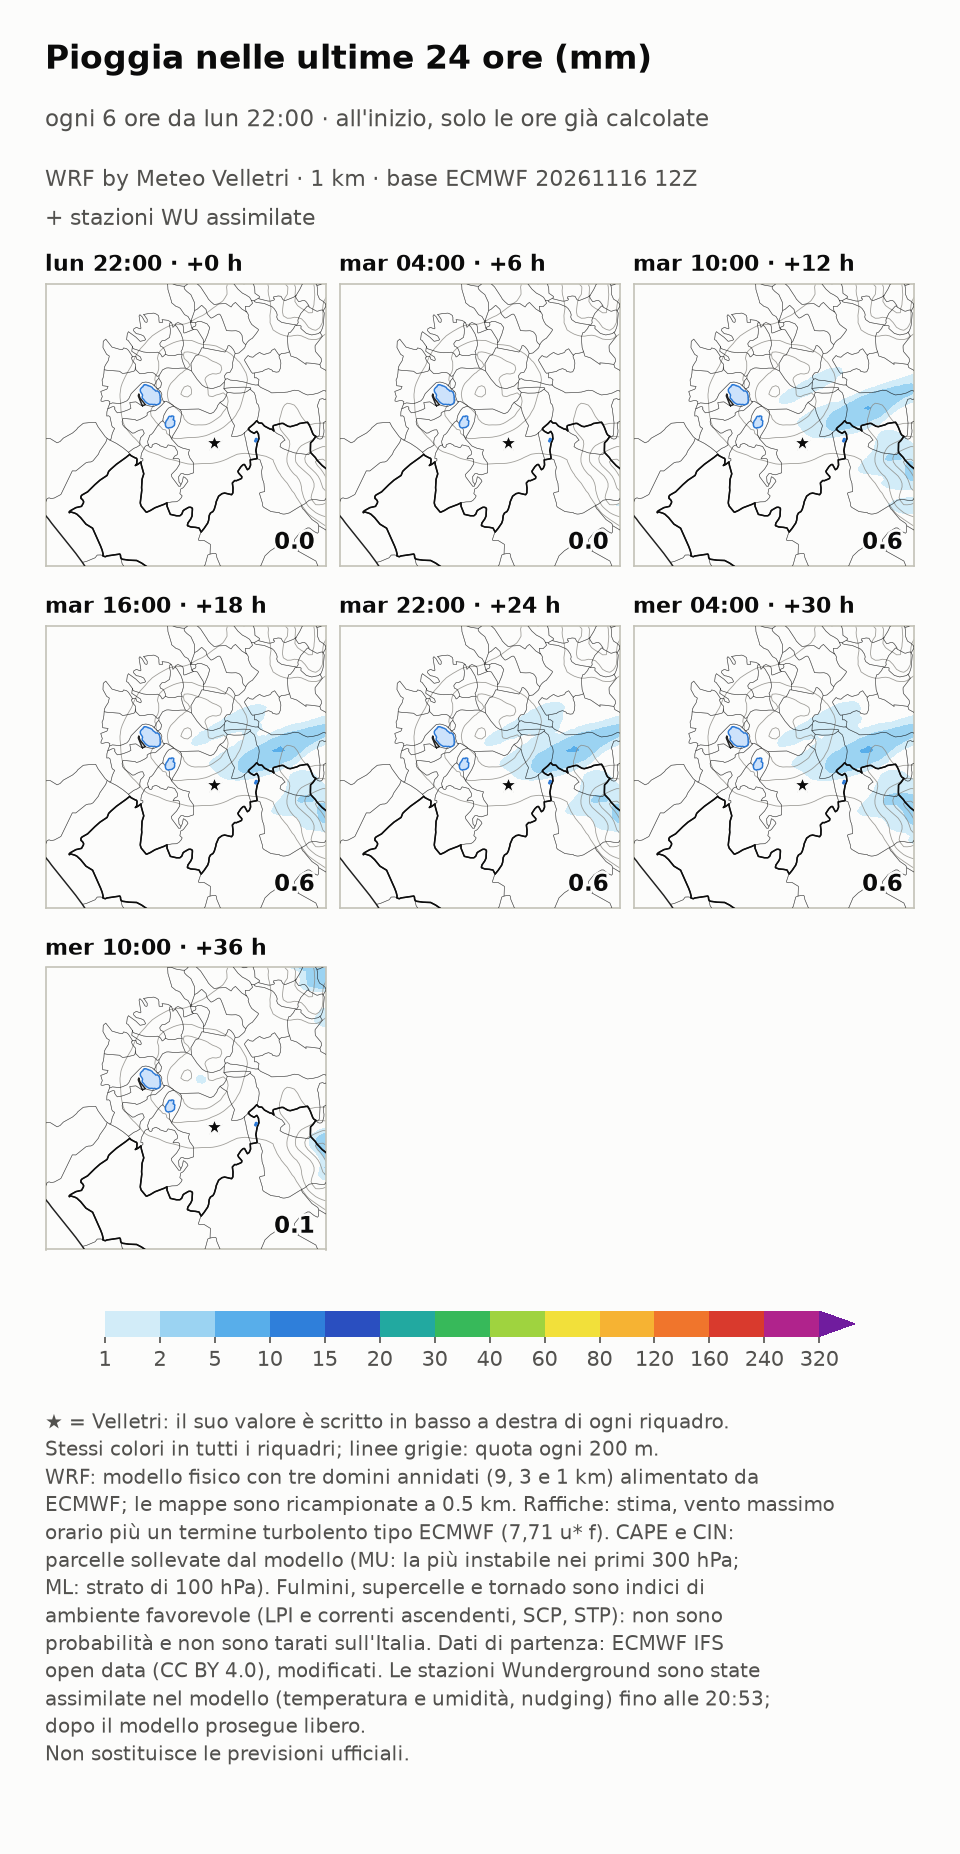 Pioggia nelle ultime 24 ore (mm)
ogni 6 ore da lun 22:00 · all'inizio, solo le ore già calcolate
WRF by Meteo Velletri · 1 km · base ECMWF 20261116 12Z
+ stazioni WU assimilate
lun 22:00 · +0 h
mar 04:00 · +6 h
mar 10:00 · +12 h
0.0
0.0
0.6
mar 16:00 · +18 h
mar 22:00 · +24 h
mer 04:00 · +30 h
0.6
0.6
0.6
mer 10:00 · +36 h
0.1
1 2 5 10 15 20 30 40 60 80 120 160 240 320
★ = Velletri: il suo valore è scritto in basso a destra di ogni riquadro.
Stessi colori in tutti i riquadri; linee grigie: quota ogni 200 m.
WRF: modello fisico con tre domini annidati (9, 3 e 1 km) alimentato da
ECMWF; le mappe sono ricampionate a 0.5 km. Raffiche: stima, vento massimo
orario più un termine turbolento tipo ECMWF (7,71 u* f). CAPE e CIN:
parcelle sollevate dal modello (MU: la più instabile nei primi 300 hPa;
ML: strato di 100 hPa). Fulmini, supercelle e tornado sono indici di
ambiente favorevole (LPI e correnti ascendenti, SCP, STP): non sono
probabilità e non sono tarati sull'Italia. Dati di partenza: ECMWF IFS
open data (CC BY 4.0), modificati. Le stazioni Wunderground sono state
assimilate nel modello (temperatura e umidità, nudging) fino alle 20:53;
dopo il modello prosegue libero.
Non sostituisce le previsioni ufficiali.